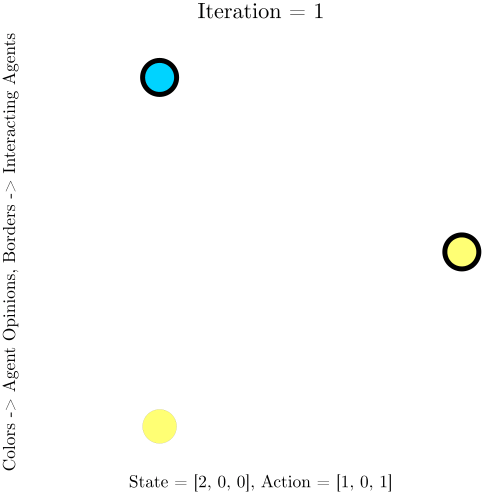 Iteration = 1
Colors -> Agent Opinions, Borders -> Interacting Agents
State = [2, 0, 0], Action = [1, 0, 1]